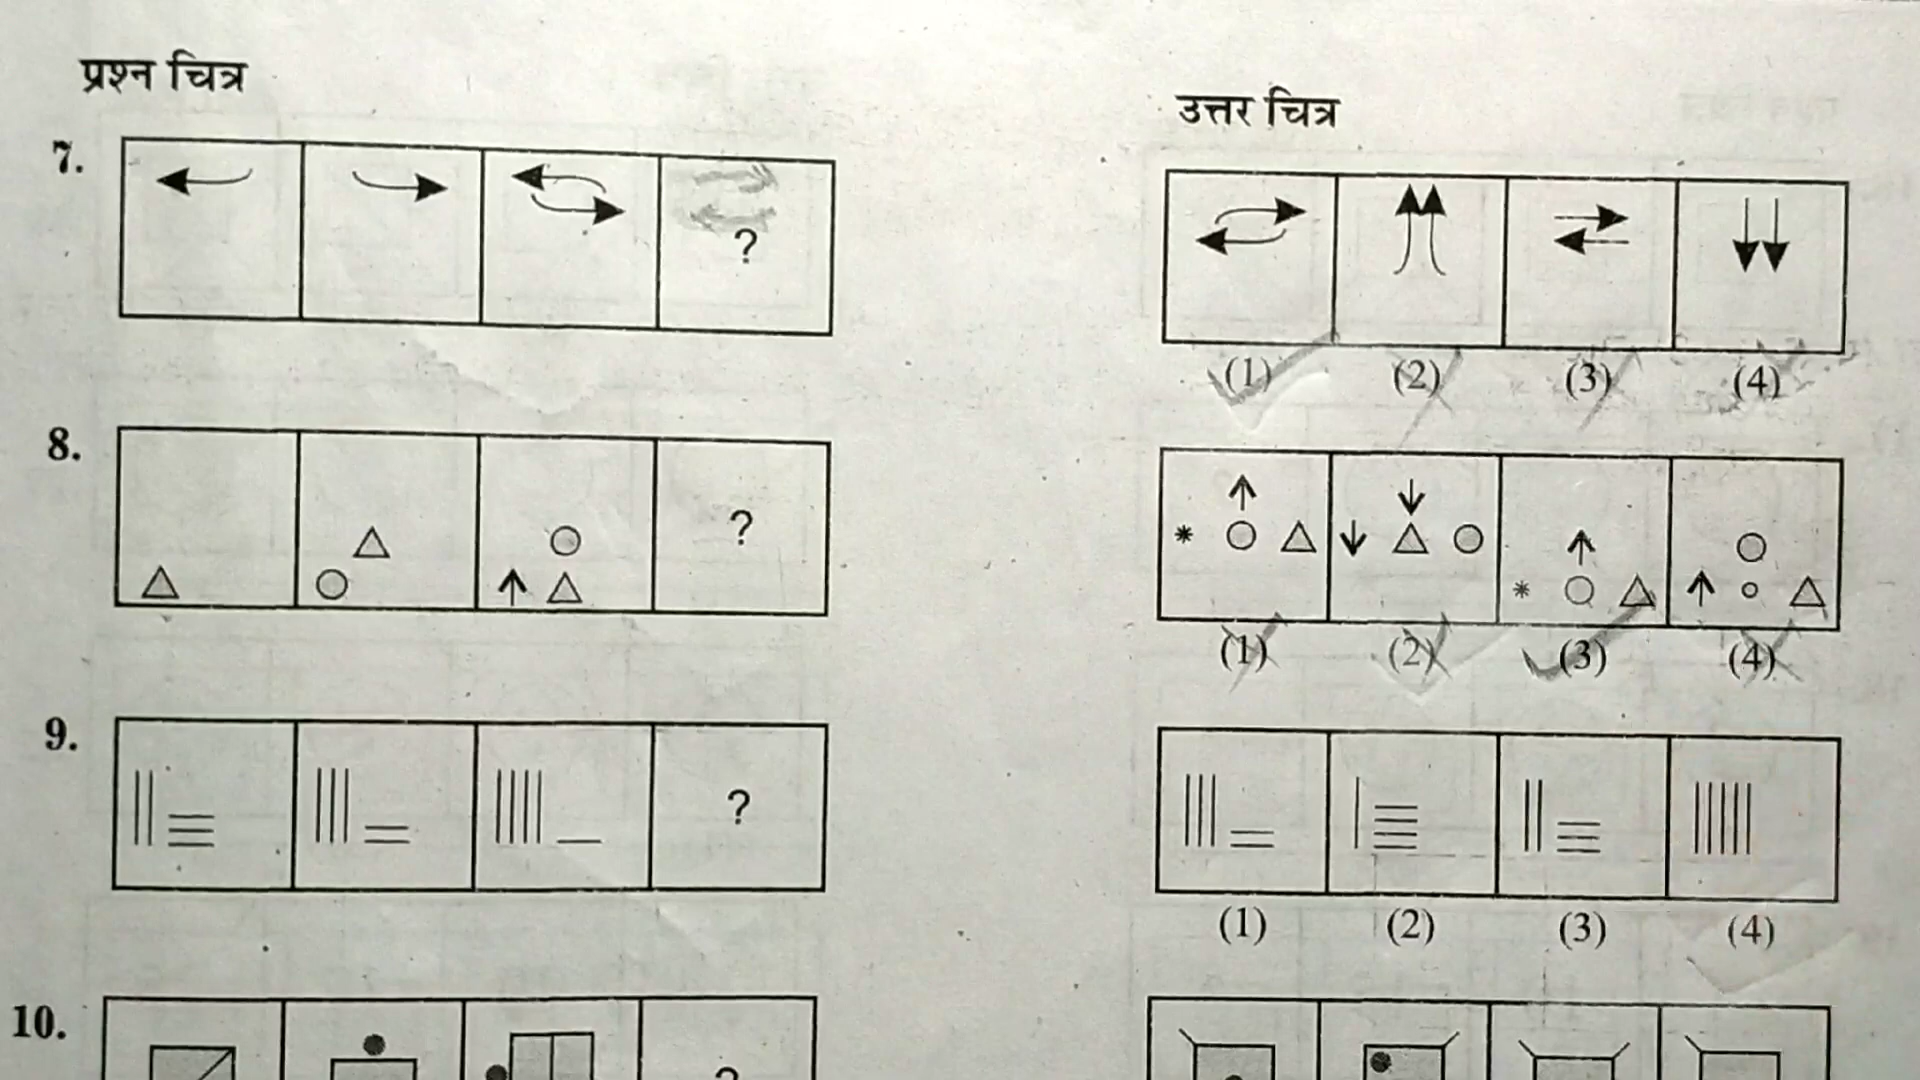 प्रश्न चित्र
उत्तर चित्र
7.
?
(1) (2) (3) (4)
8.
?
(1) (2) (3) (4)
9.
?
(1) (2) (3) (4)
10.
?